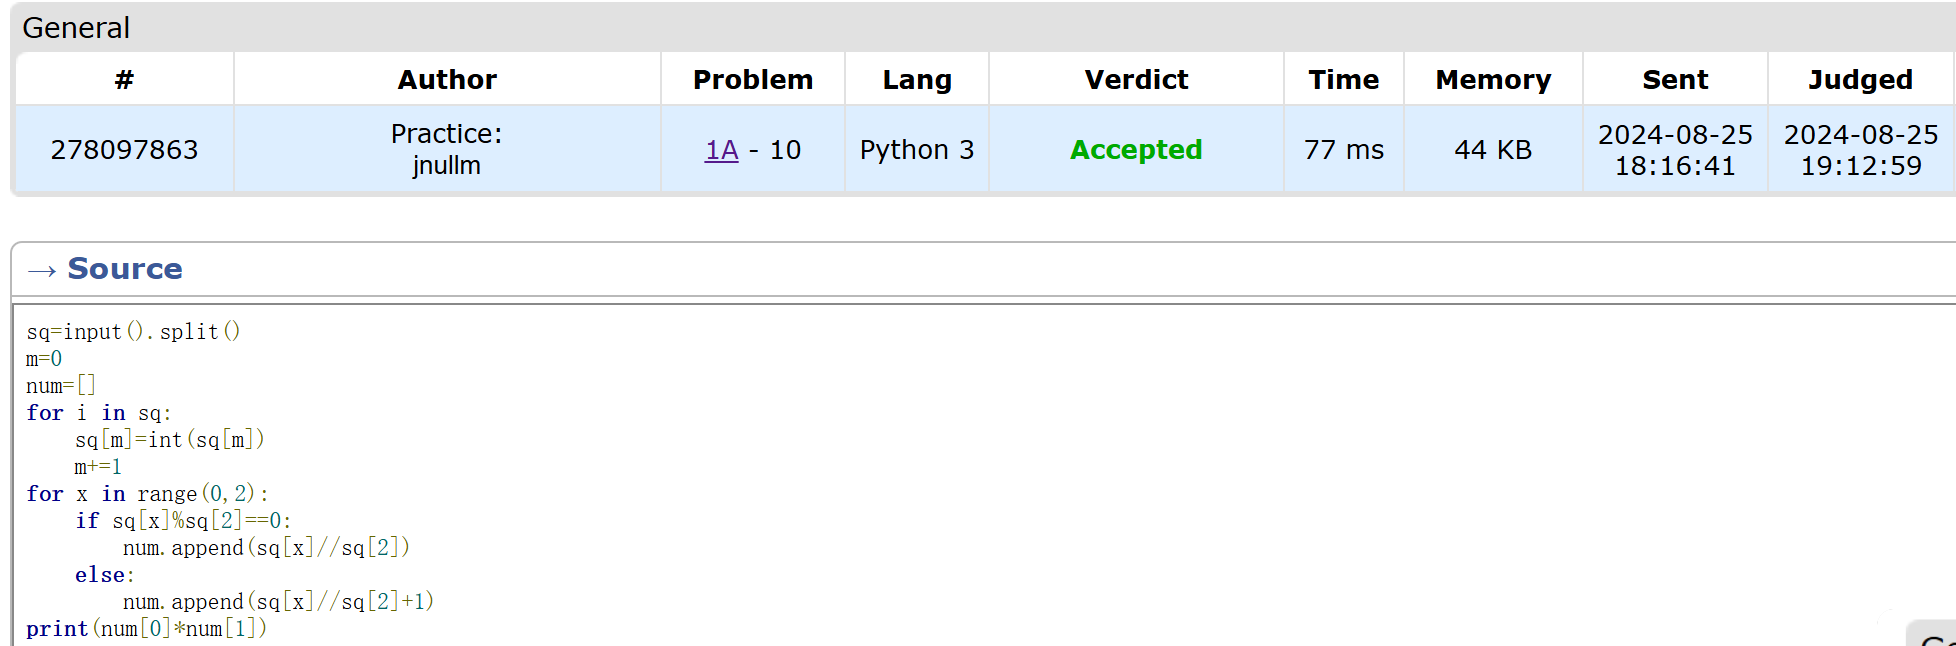 General
# Author Problem Lang Verdict Time Memory Sent Judged
278097863 Practice: jnullm 1A - 10 Python 3 Accepted 77 ms 44 KB 2024-08-25 18:16:41 2024-08-25 19:12:59
→ Source
sq=input().split()
m=0
num=[]
for i in sq:
    sq[m]=int(sq[m])
    m+=1
for x in range(0,2):
    if sq[x]%sq[2]==0:
        num.append(sq[x]//sq[2])
    else:
        num.append(sq[x]//sq[2]+1)
print(num[0]*num[1])